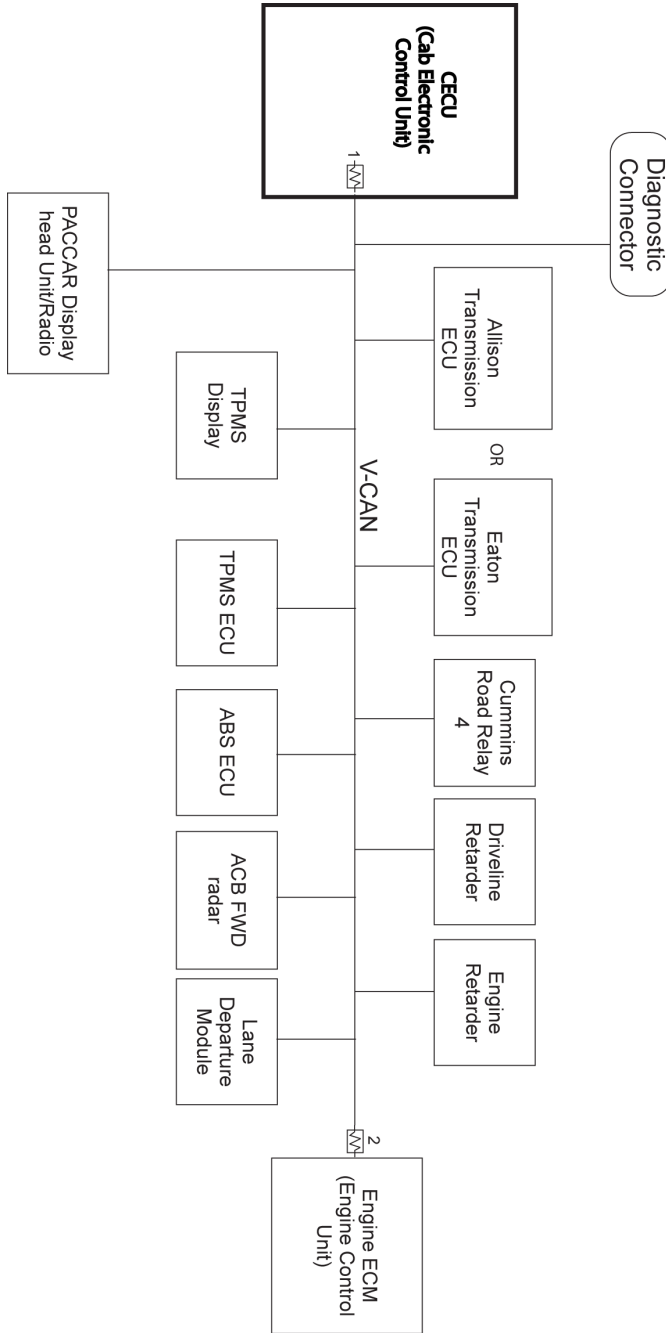 CECU
(Cab Electronic
Control Unit)
1
Diagnostic
Connector
PACCAR Display
head Unit/Radio
Allison
Transmission
ECU
OR
Eaton
Transmission
ECU
TPMS
Display
V-CAN
TPMS ECU
Cummins
Road Relay
4
ABS ECU
Driveline
Retarder
ACB FWD
radar
Engine
Retarder
Lane
Departure
Module
2
Engine ECM
(Engine Control
Unit)